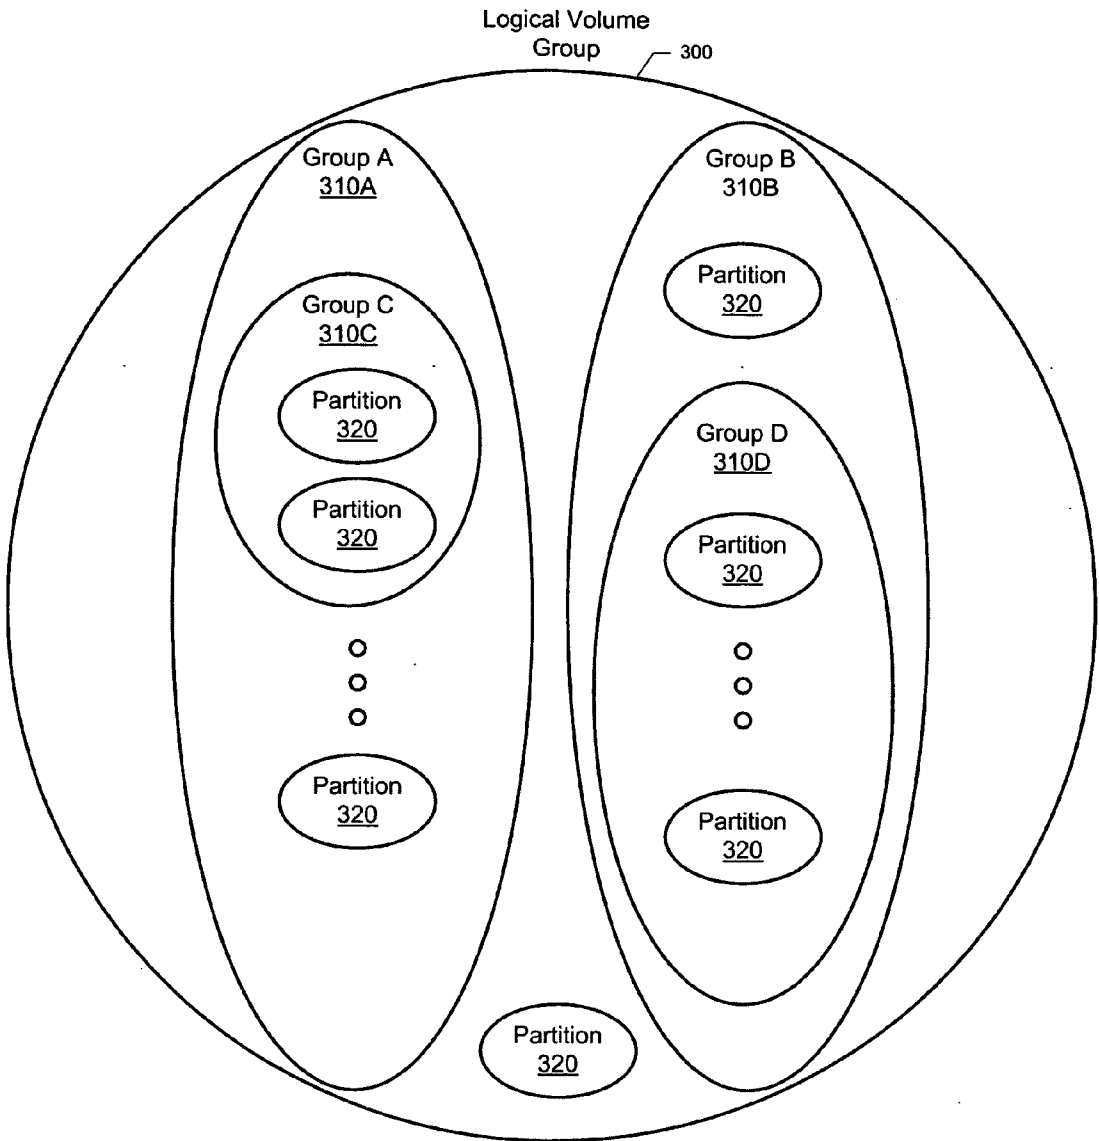 Logical Volume
Group
300
Group A
310A
Group C
310C
Partition
320
Partition
320
Partition
320
Group B
310B
Partition
320
Group D
310D
Partition
320
Partition
320
Partition
320